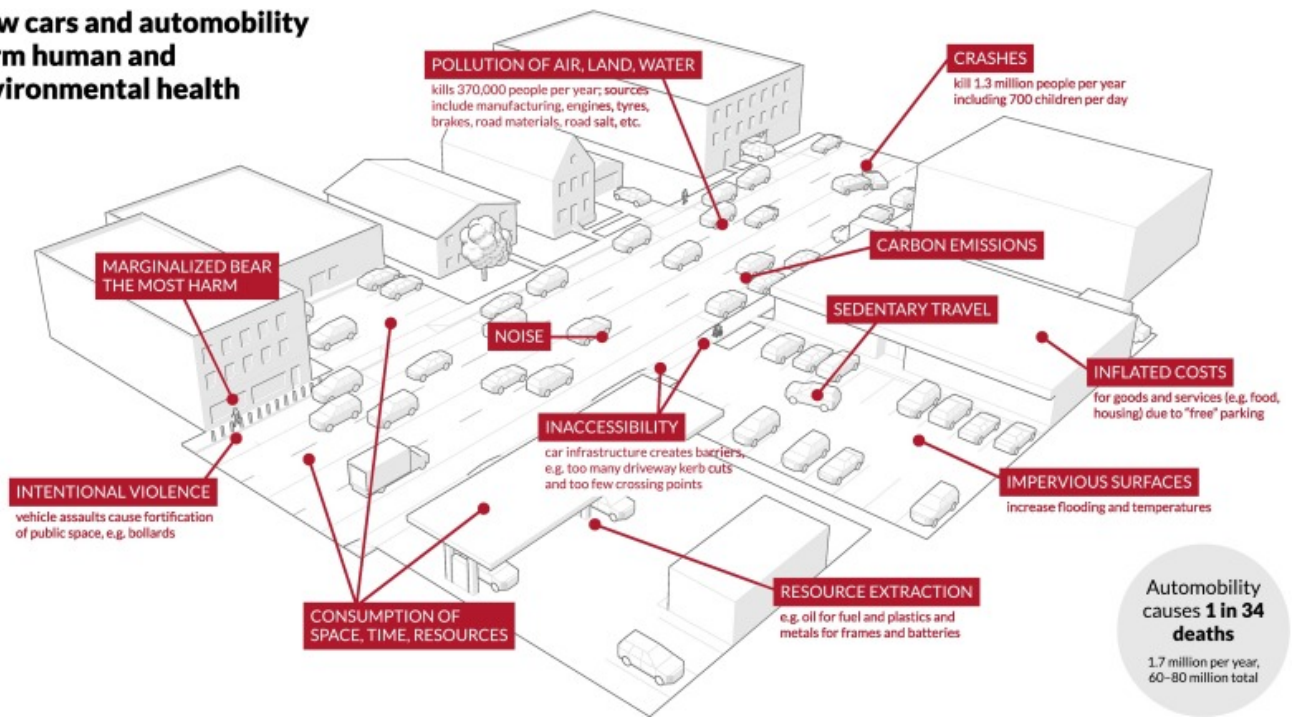 w cars and automobility
rm human and
vironmental health
POLLUTION OF AIR, LAND, WATER
kills 370,000 people per year; sources
include manufacturing, engines, tyres,
brakes, road materials, road salt, etc.
CRASHES
kill 1.3 million people per year
including 700 children per day
MARGINALIZED BEAR
THE MOST HARM
CARBON EMISSIONS
SEDENTARY TRAVEL
NOISE
INFLATED COSTS
for goods and services (e.g. food,
housing) due to "free" parking
INACCESSIBILITY
car infrastructure creates barriers,
e.g. too many driveway kerb cuts
and too few crossing points
INTENTIONAL VIOLENCE
vehicle assaults cause fortification
of public space, e.g. bollards
IMPERVIOUS SURFACES
increase flooding and temperatures
CONSUMPTION OF
SPACE, TIME, RESOURCES
RESOURCE EXTRACTION
e.g. oil for fuel and plastics and
metals for frames and batteries
Automobility
causes 1 in 34
deaths
1.7 million per year,
60–80 million total